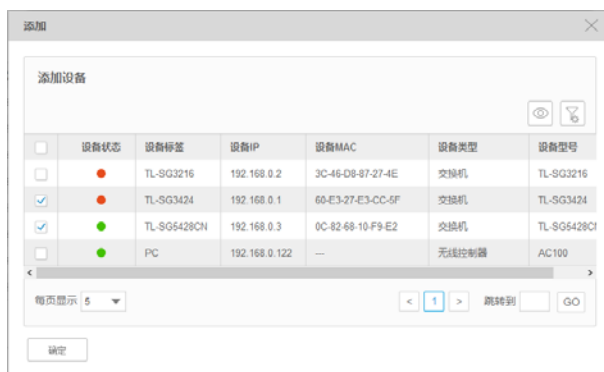 添加
添加设备
设备状态 设备标签 设备IP 设备MAC 设备类型 设备型号
TL-SG3216 192.168.0.2 3C-46-D8-87-27-4E 交换机 TL-SG3216
TL-SG3424 192.168.0.1 60-E3-27-E3-CC-5F 交换机 TL-SG3424
TL-SG5428CN 192.168.0.3 0C-82-68-10-F9-E2 交换机 TL-SG5428CN
PC 192.168.0.122 --- 无线控制器 AC100
每页显示 5 < 1 > 跳转到 GO
确定